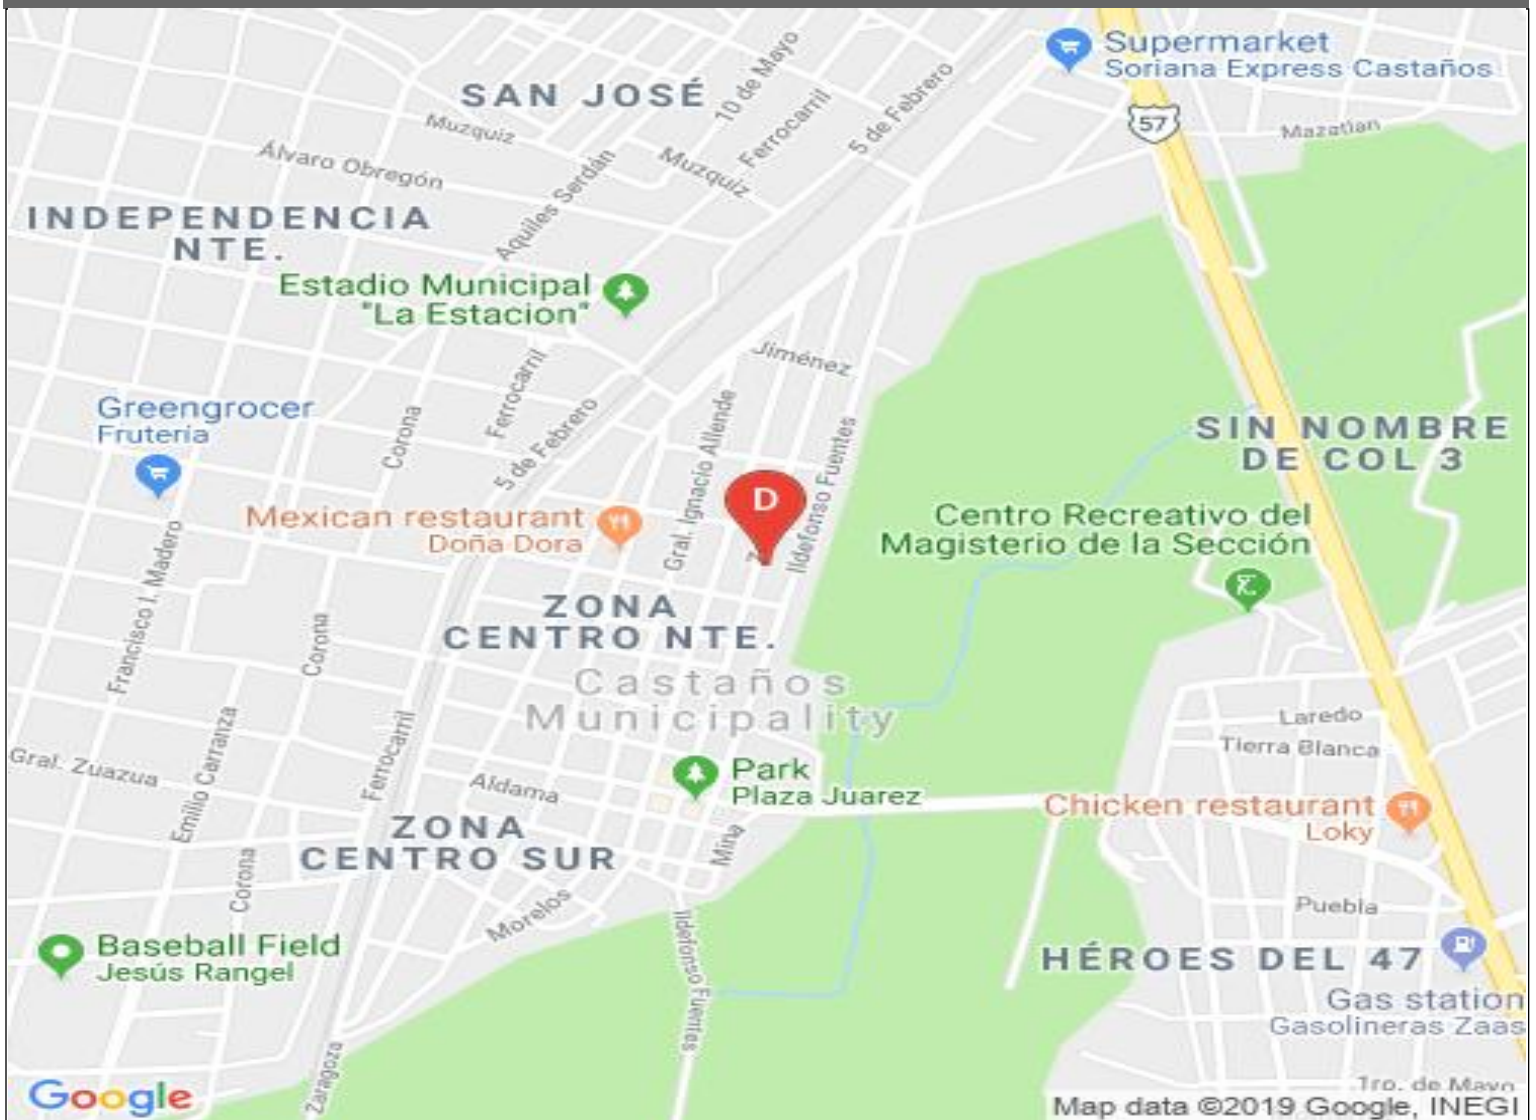 Supermarket
Soriana Express Castaños
SAN JOSÉ
10 de Mayo
Ferrocarril
5 de Febrero
57
Mazatlan
Muzquiz
Muzquiz
Álvaro Obregón
Aquiles Serdán
INDEPENDENCIA
NTE.
Estadio Municipal
"La Estacion"
Jiménez
Ferrocarril
Greengrocer
Frutería
Corona
5 de Febrero
Gral. Ignacio Allende
Ildefonso Fuentes
SIN NOMBRE
DE COL 3
D
Mexican restaurant
Doña Dora
Centro Recreativo del
Magisterio de la Sección
Francisco I. Madero
ZONA
CENTRO NTE.
Corona
Castaños
Municipality
Laredo
Tierra Blanca
Gral. Zuazua
Emilio Carranza
Ferrocarril
Aldama
Park
Plaza Juarez
Chicken restaurant
Loky
ZONA
CENTRO SUR
Mina
Corona
Morelos
Puebla
Baseball Field
Jesús Rangel
Ildefonso Fuentes
HÉROES DEL 47
Gas station
Gasolineras Zaas
Zaragoza
1ro. de Mayo
Google
Map data ©2019 Google, INEGI